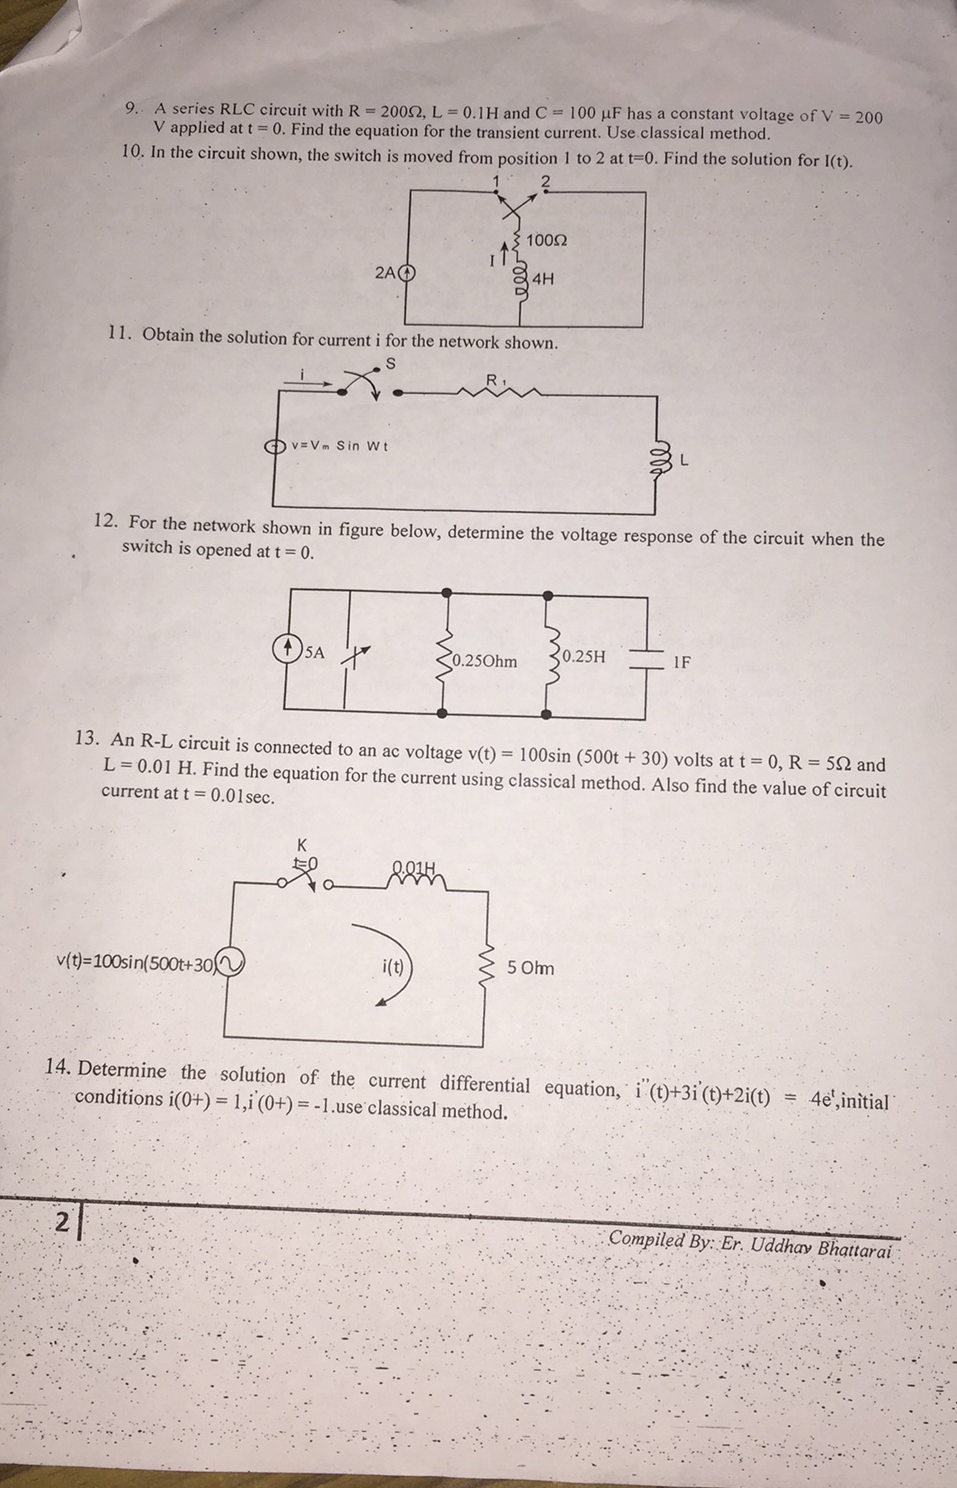 9. A series RLC circuit with R = 200Ω, L = 0.1H and C = 100 µF has a constant voltage of V = 200
V applied at t = 0. Find the equation for the transient current. Use classical method.
10. In the circuit shown, the switch is moved from position 1 to 2 at t=0. Find the solution for I(t).
1 2
100Ω
I
2A
4H
11. Obtain the solution for current i for the network shown.
S
i
R₁
v=Vm Sin Wt
L
12. For the network shown in figure below, determine the voltage response of the circuit when the
switch is opened at t = 0.
5A
0.25Ohm
0.25H
1F
13. An R-L circuit is connected to an ac voltage v(t) = 100sin (500t + 30) volts at t = 0, R = 5Ω and
L = 0.01 H. Find the equation for the current using classical method. Also find the value of circuit
current at t = 0.01sec.
K
t=0
0.01H
v(t)=100sin(500t+30)
i(t)
5 Ohm
14. Determine the solution of the current differential equation, i''(t)+3i'(t)+2i(t) = 4eᵗ,initial
conditions i(0+) = 1,i'(0+) = -1.use classical method.
2
Compiled By: Er. Uddhav Bhattarai